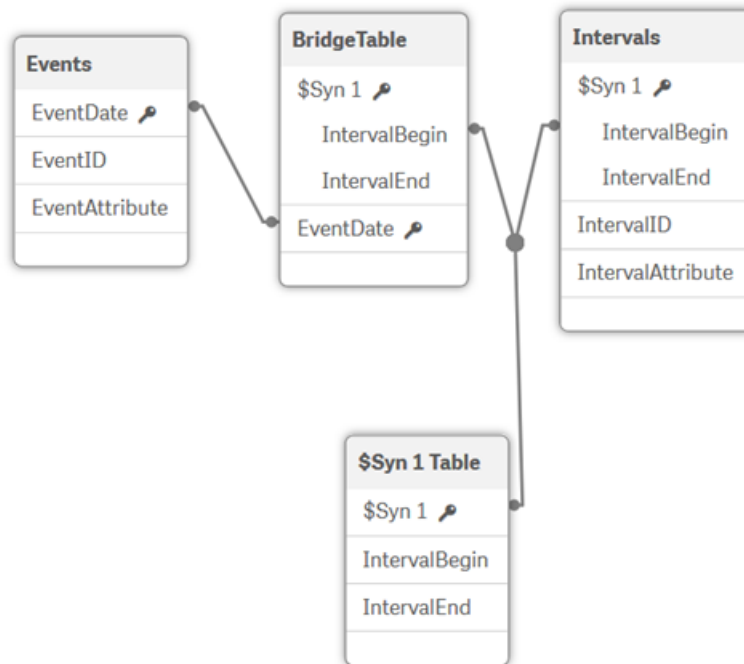 Events
EventDate
EventID
EventAttribute
BridgeTable
$Syn 1
IntervalBegin
IntervalEnd
EventDate
Intervals
$Syn 1
IntervalBegin
IntervalEnd
IntervalID
IntervalAttribute
$Syn 1 Table
$Syn 1
IntervalBegin
IntervalEnd